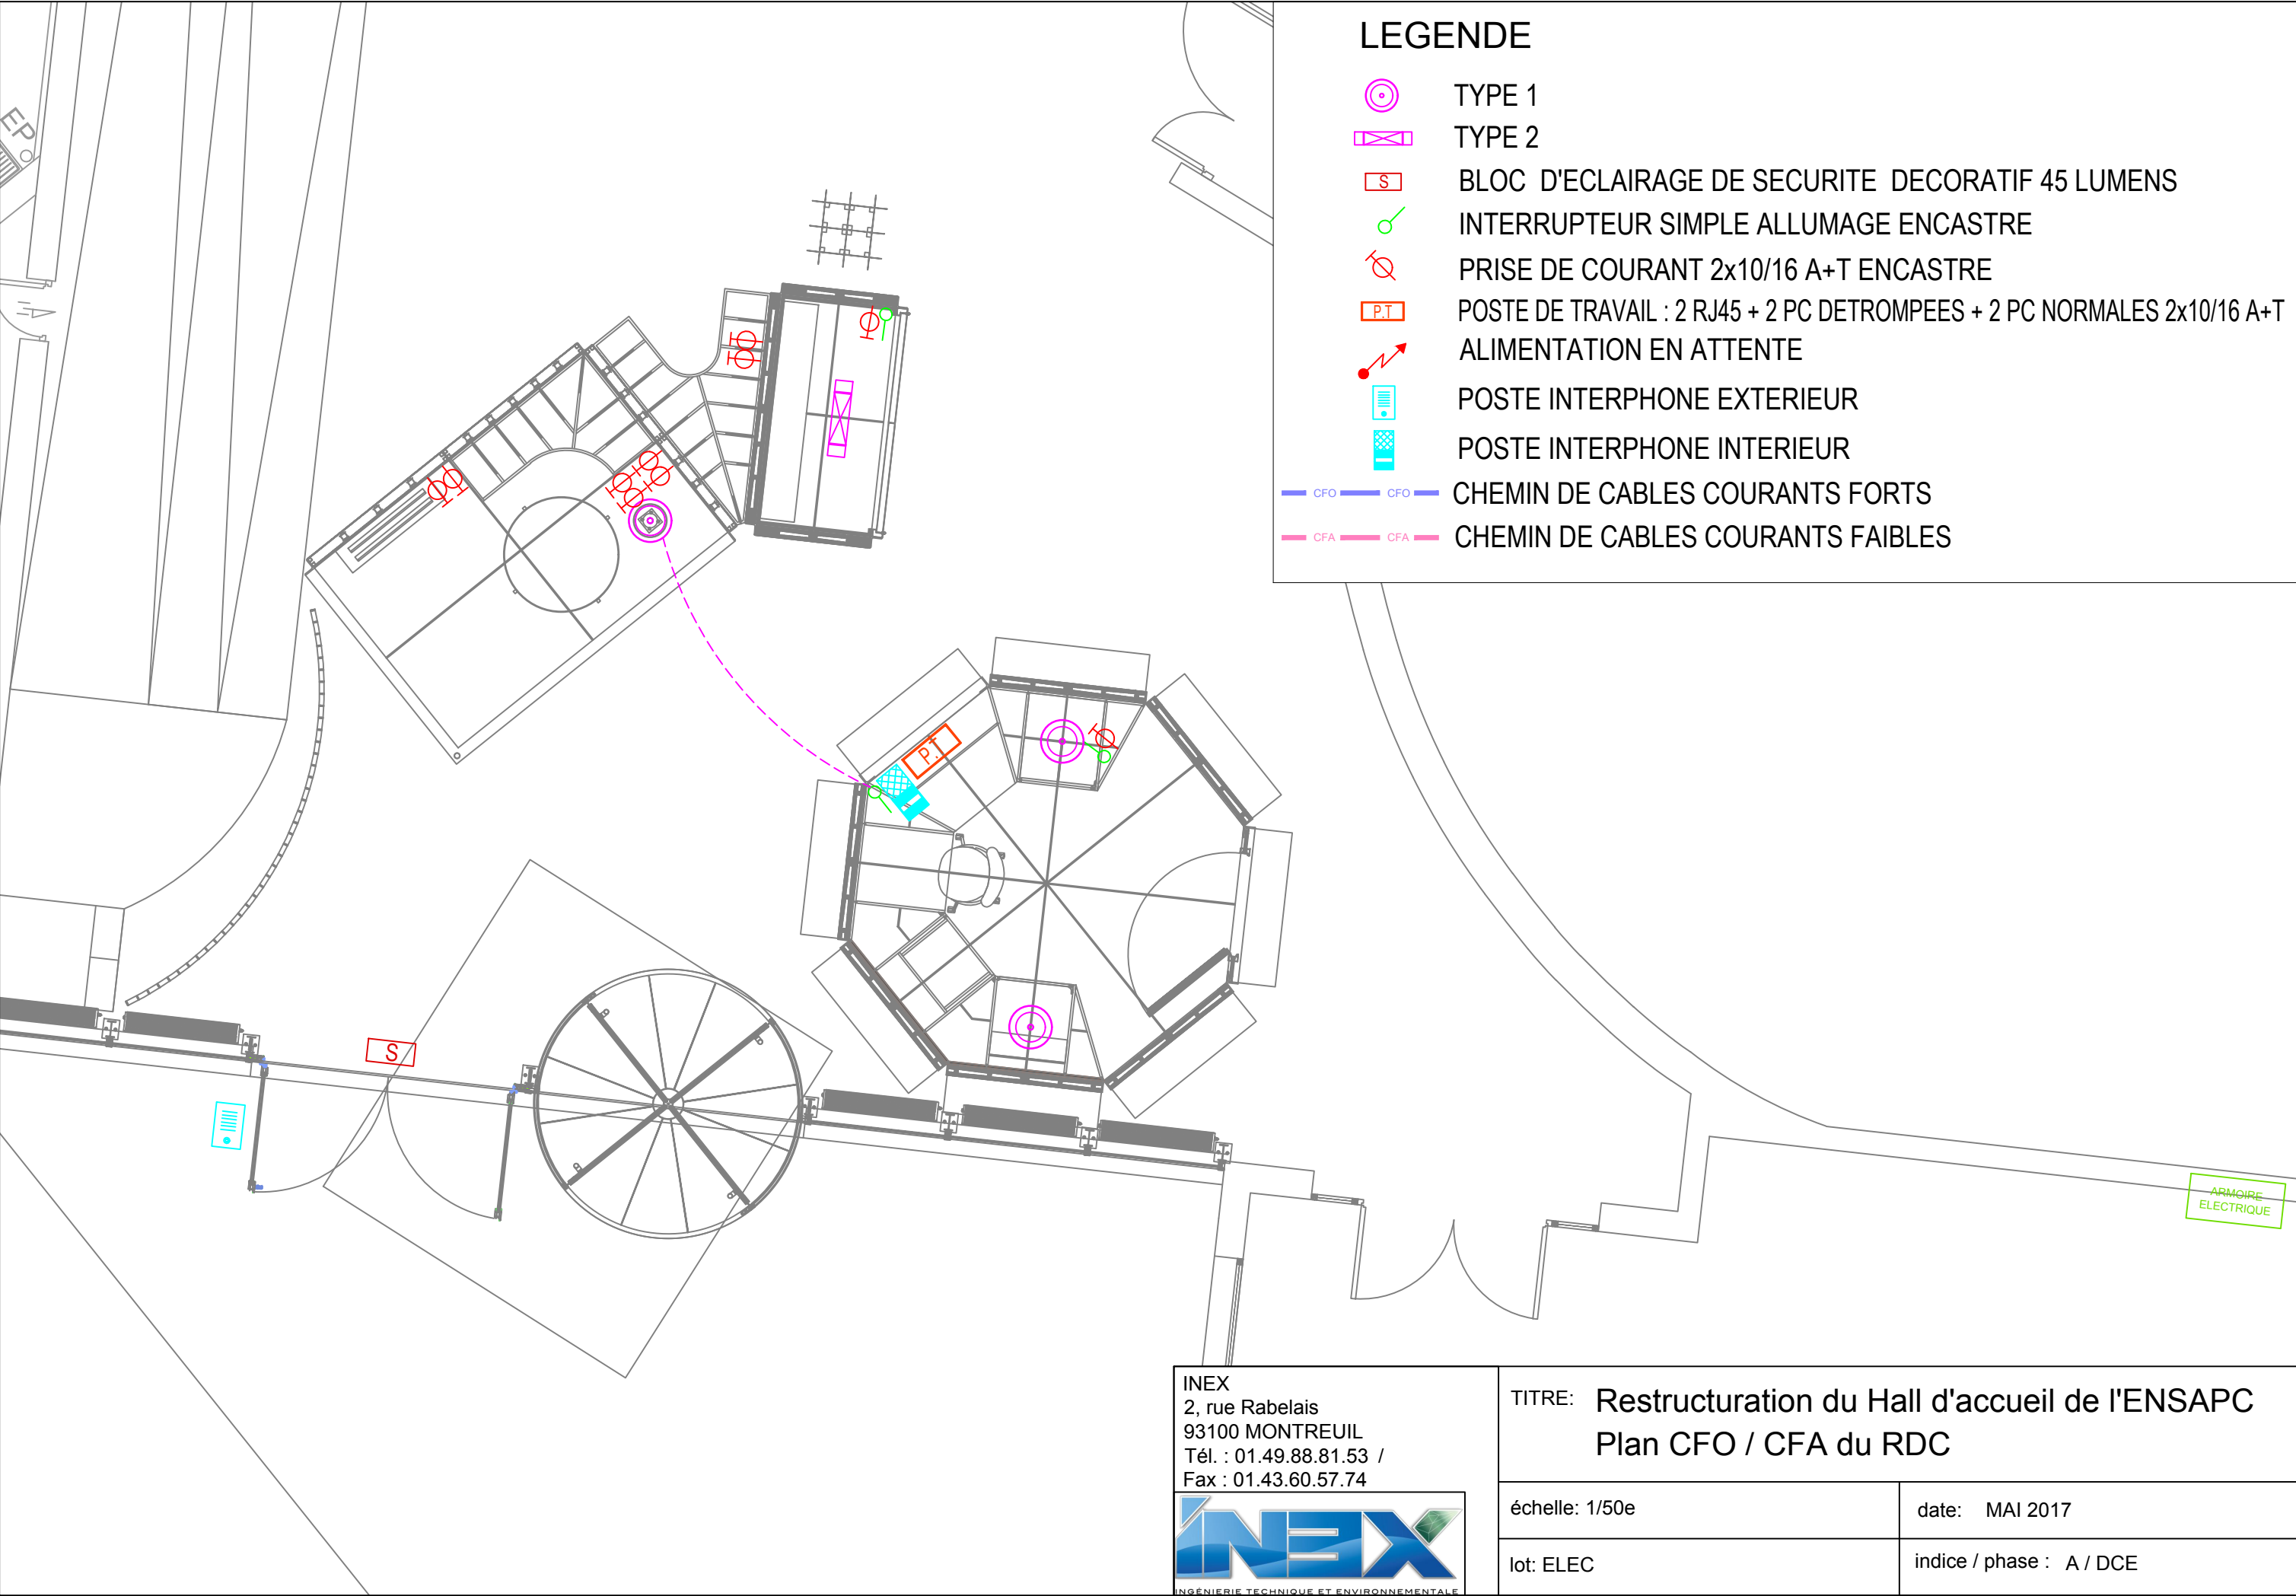 LEGENDE
TYPE 1
TYPE 2
S BLOC D'ECLAIRAGE DE SECURITE DECORATIF 45 LUMENS
INTERRUPTEUR SIMPLE ALLUMAGE ENCASTRE
PRISE DE COURANT 2x10/16 A+T ENCASTRE
P.T POSTE DE TRAVAIL : 2 RJ45 + 2 PC DETROMPEES + 2 PC NORMALES 2x10/16 A+T
ALIMENTATION EN ATTENTE
POSTE INTERPHONE EXTERIEUR
POSTE INTERPHONE INTERIEUR
CFO CFO CHEMIN DE CABLES COURANTS FORTS
CFA CFA CHEMIN DE CABLES COURANTS FAIBLES
EP
P.T
S
ARMOIRE
ELECTRIQUE
INEX
2, rue Rabelais
93100 MONTREUIL
Tél. : 01.49.88.81.53 /
Fax : 01.43.60.57.74
INEX
INGÉNIERIE TECHNIQUE ET ENVIRONNEMENTALE
TITRE: Restructuration du Hall d'accueil de l'ENSAPC
Plan CFO / CFA du RDC
échelle: 1/50e
date: MAI 2017
lot: ELEC
indice / phase : A / DCE